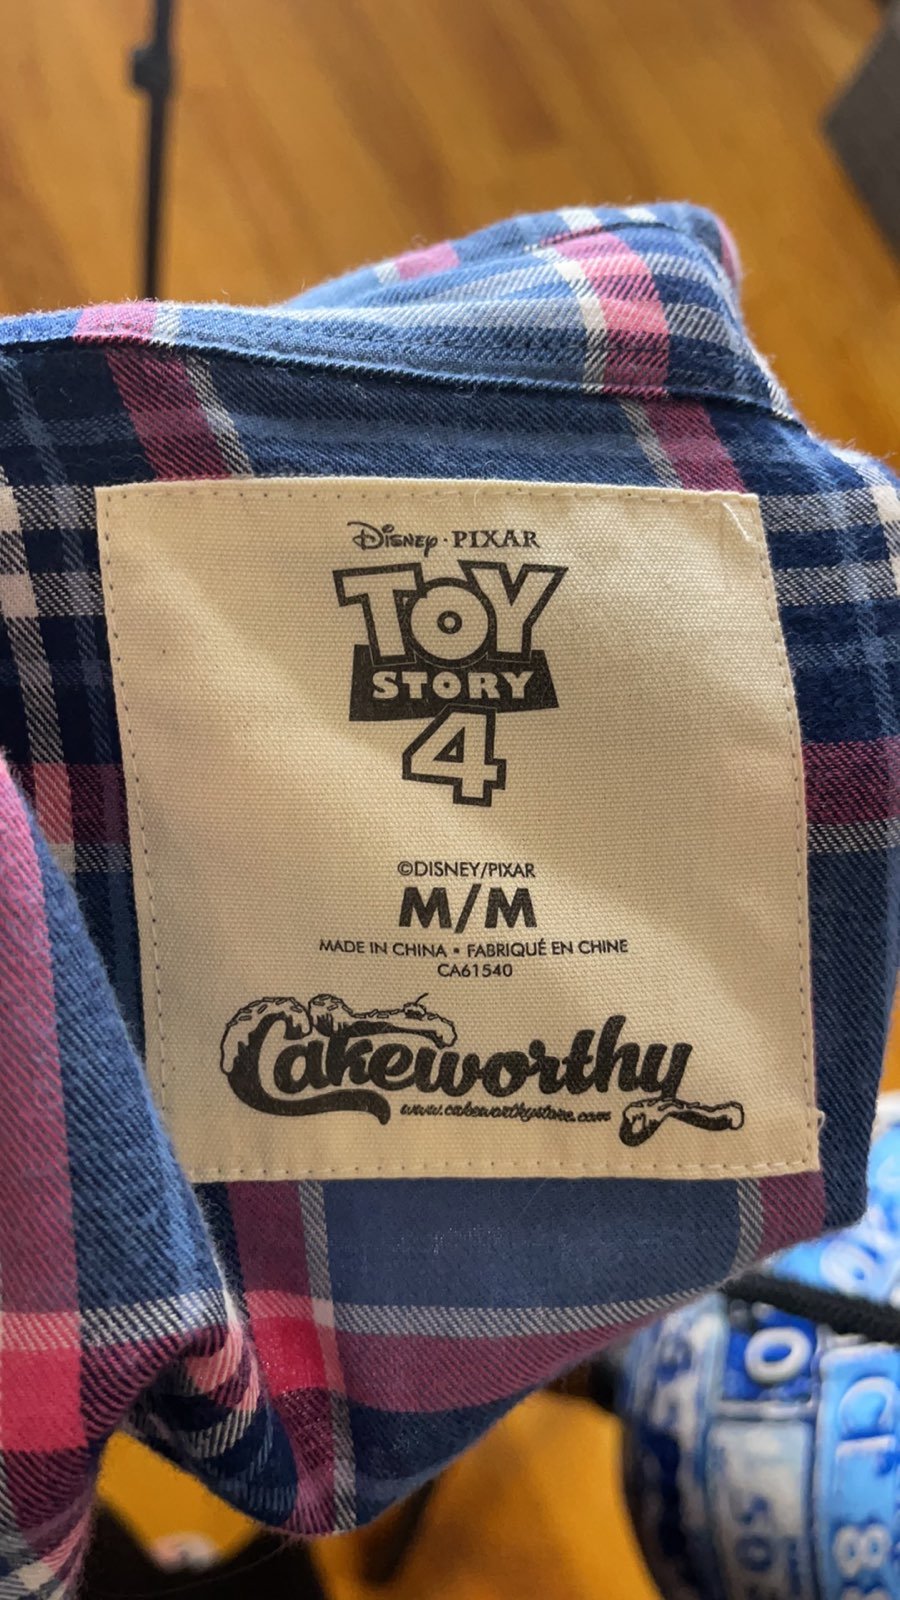 Disney · PIXAR
TOY
STORY
4
©DISNEY/PIXAR
M/M
MADE IN CHINA • FABRIQUÉ EN CHINE
CA61540
Cakeworthy
www.cakeworthystore.com